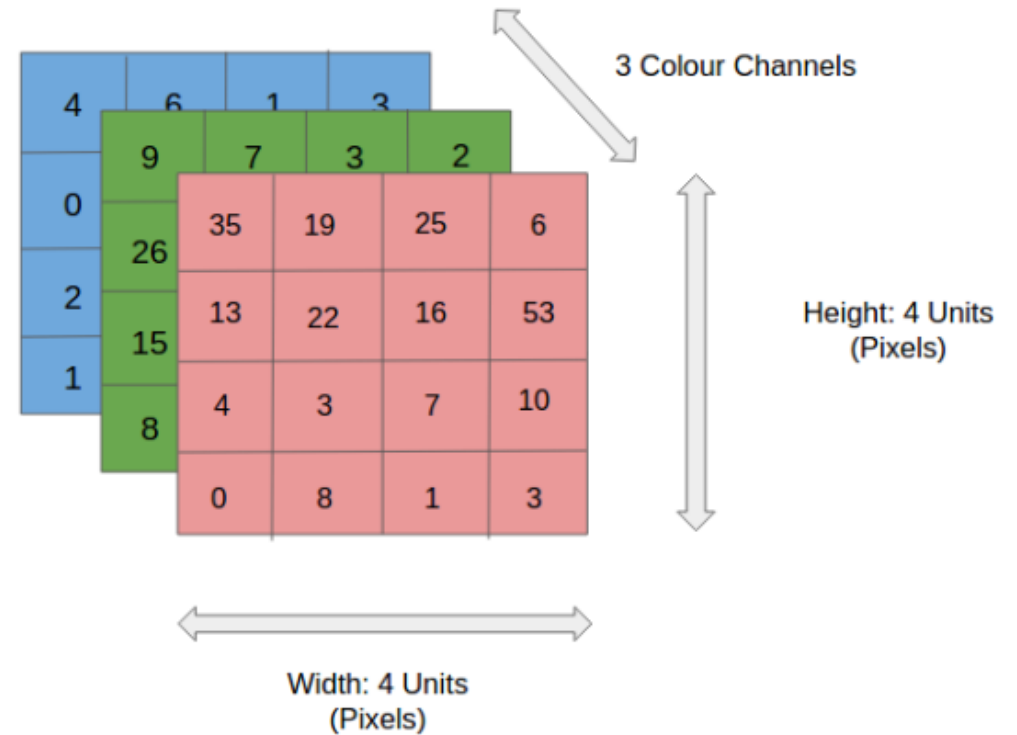 3 Colour Channels
4 6 1 3
9 7 3 2
0
35 19 25 6
26
2
13 22 16 53
Height: 4 Units
(Pixels)
15
1
4 3 7 10
8
0 8 1 3
Width: 4 Units
(Pixels)